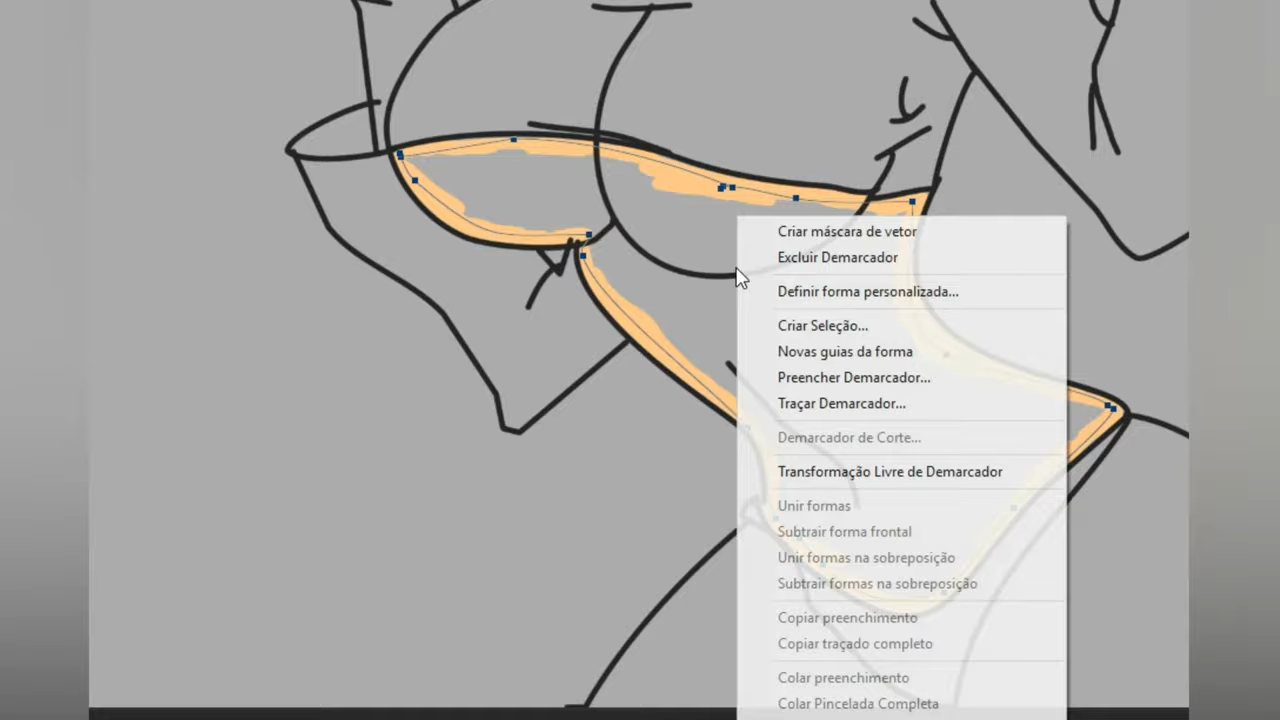 Criar máscara de vetor
Excluir Demarcador
Definir forma personalizada...
Criar Seleção...
Novas guias da forma
Preencher Demarcador...
Traçar Demarcador...
Demarcador de Corte...
Transformação Livre de Demarcador
Unir formas
Subtrair forma frontal
Unir formas na sobreposição
Subtrair formas na sobreposição
Copiar preenchimento
Copiar traçado completo
Colar preenchimento
Colar Pincelada Completa